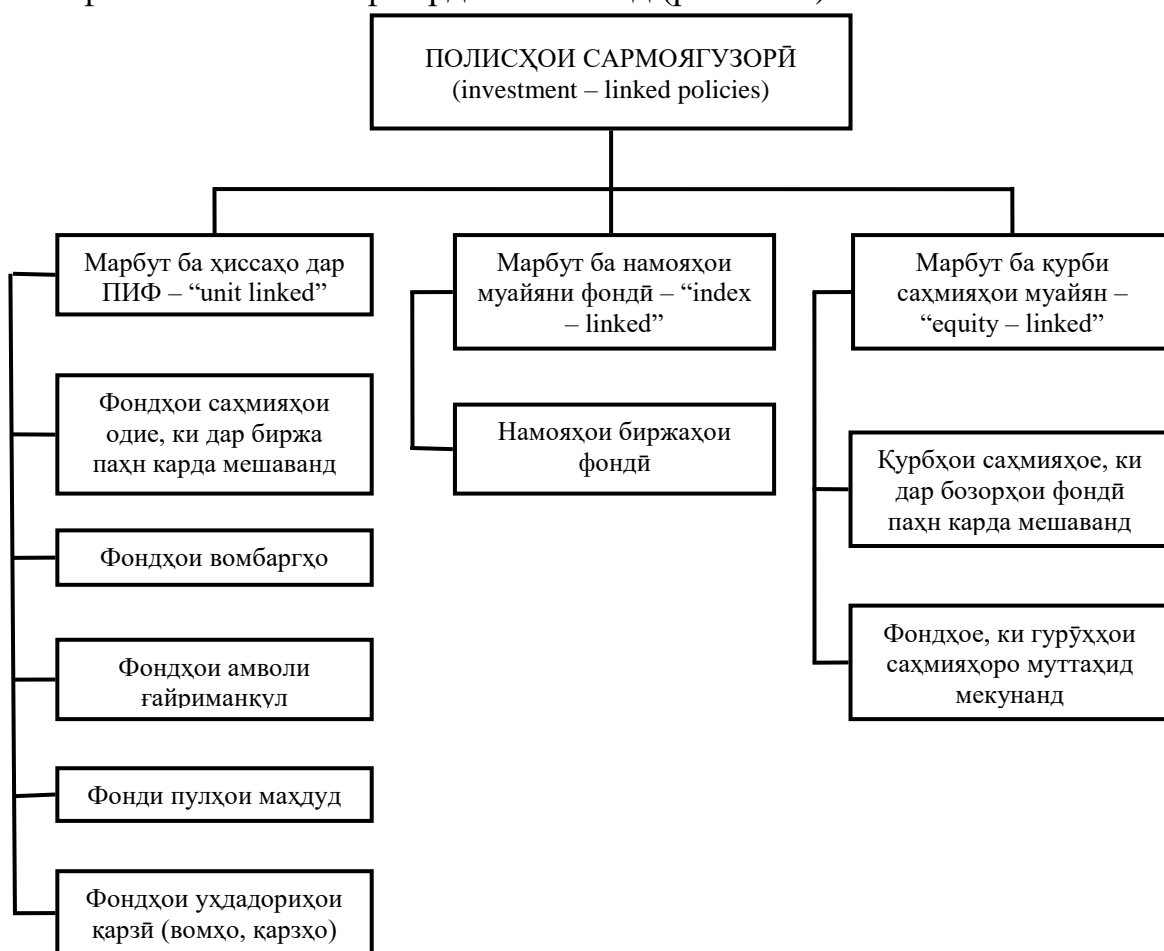 ПОЛИСҲОИ САРМОЯГУЗОРӢ
(investment – linked policies)
Марбут ба ҳиссаҳо дар
ПИФ – “unit linked”
Фондҳои саҳмияҳои
одие, ки дар биржа
паҳн карда мешаванд
Фондҳои вомбаргҳо
Фондҳои амволи
ғайриманқул
Фонди пулҳои маҳдуд
Фондҳои уҳдадориҳои
қарзӣ (вомҳо, қарзҳо)
Марбут ба намояҳои
муайяни фондӣ – “index
– linked”
Намояҳои биржаҳои
фондӣ
Марбут ба қурби
саҳмияҳои муайян –
“equity – linked”
Қурбҳои саҳмияҳое, ки
дар бозорҳои фондӣ
паҳн карда мешаванд
Фондҳое, ки гурӯҳҳои
саҳмияҳоро муттаҳид
мекунанд